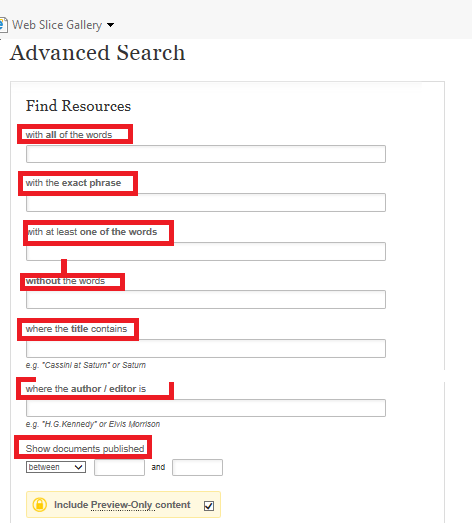 Web Slice Gallery
Advanced Search
Find Resources
with all of the words
with the exact phrase
with at least one of the words
without the words
where the title contains
e.g. "Cassini at Saturn" or Saturn
where the author / editor is
e.g. "H.G.Kennedy" or Elvis Morrison
Show documents published
between and
Include Preview-Only content